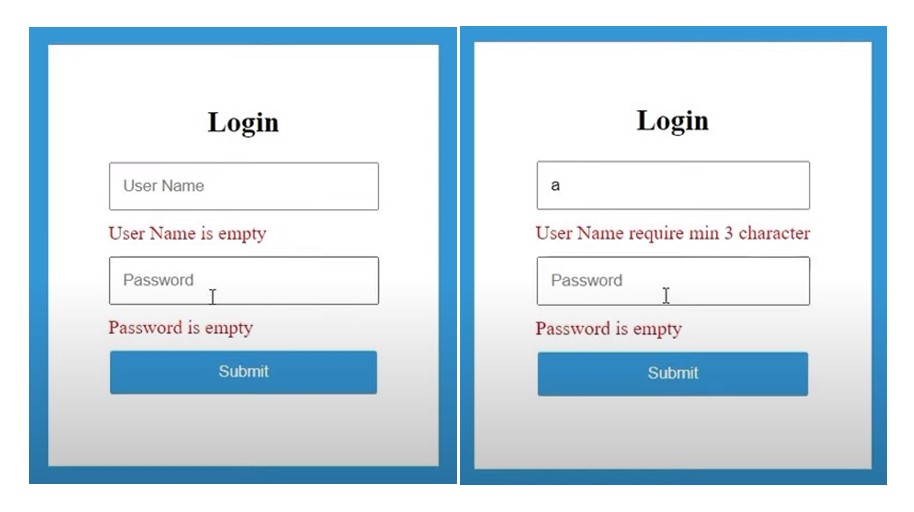 Login
User Name
User Name is empty
Password
Password is empty
Submit
Login
a
User Name require min 3 character
Password
Password is empty
Submit